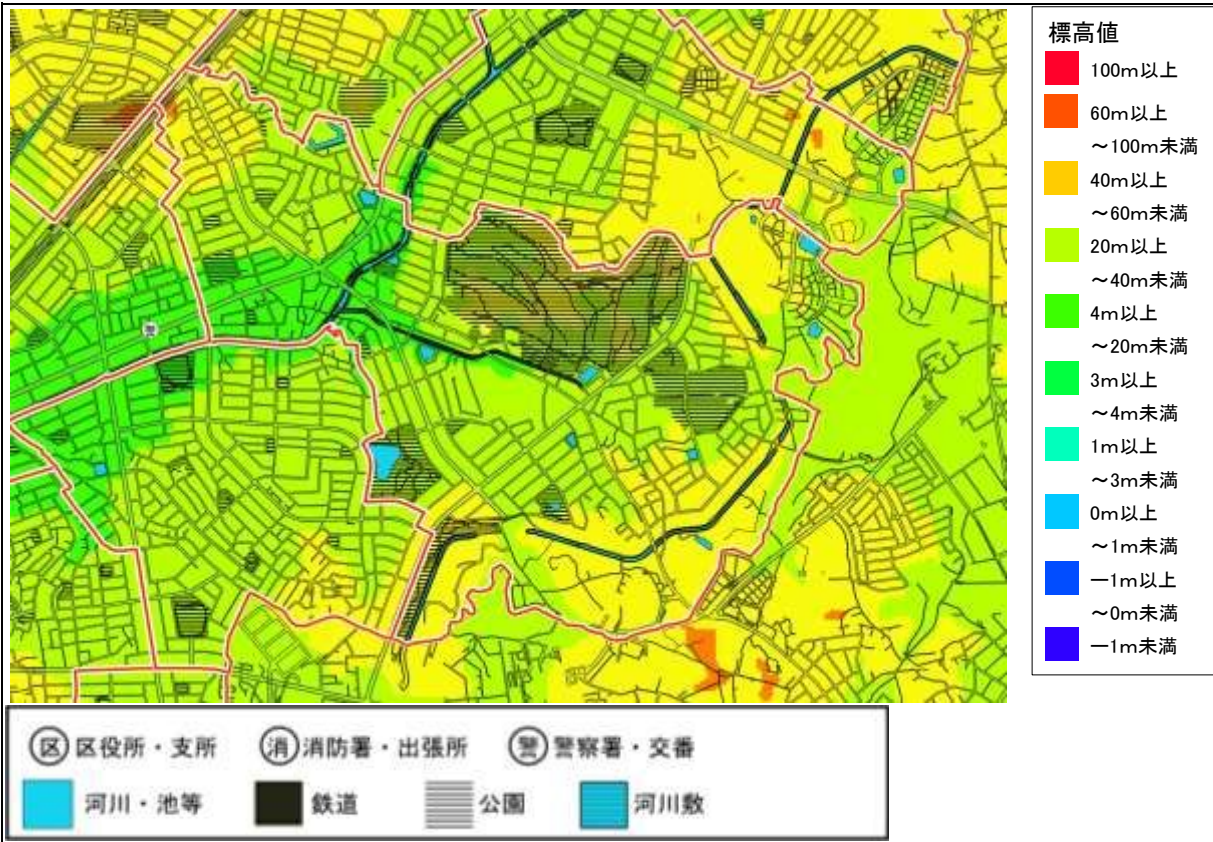 警
標高値
100m以上
60m以上
～100m未満
40m以上
～60m未満
20m以上
～40m未満
4m以上
～20m未満
3m以上
～4m未満
1m以上
～3m未満
0m以上
～1m未満
－1m以上
～0m未満
－1m未満
区 区役所・支所 消 消防署・出張所 警 警察署・交番
河川・池等 鉄道 公園 河川敷